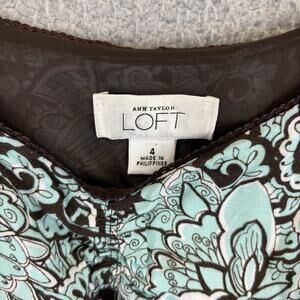 ANN TAYLOR
LOFT
4
MADE IN
PHILIPPINES